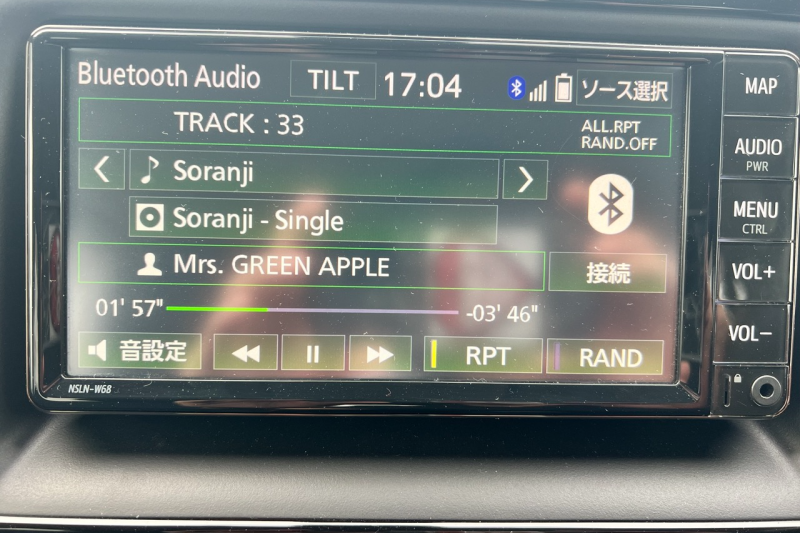 Bluetooth Audio TILT 17:04 ソース選択
TRACK : 33 ALL.RPT
RAND.OFF
Soranji
Soranji - Single
Mrs. GREEN APPLE 接続
01' 57" -03' 46"
音設定 RPT RAND
NSLN-W68
MAP
AUDIO
PWR
MENU
CTRL
VOL+
VOL−